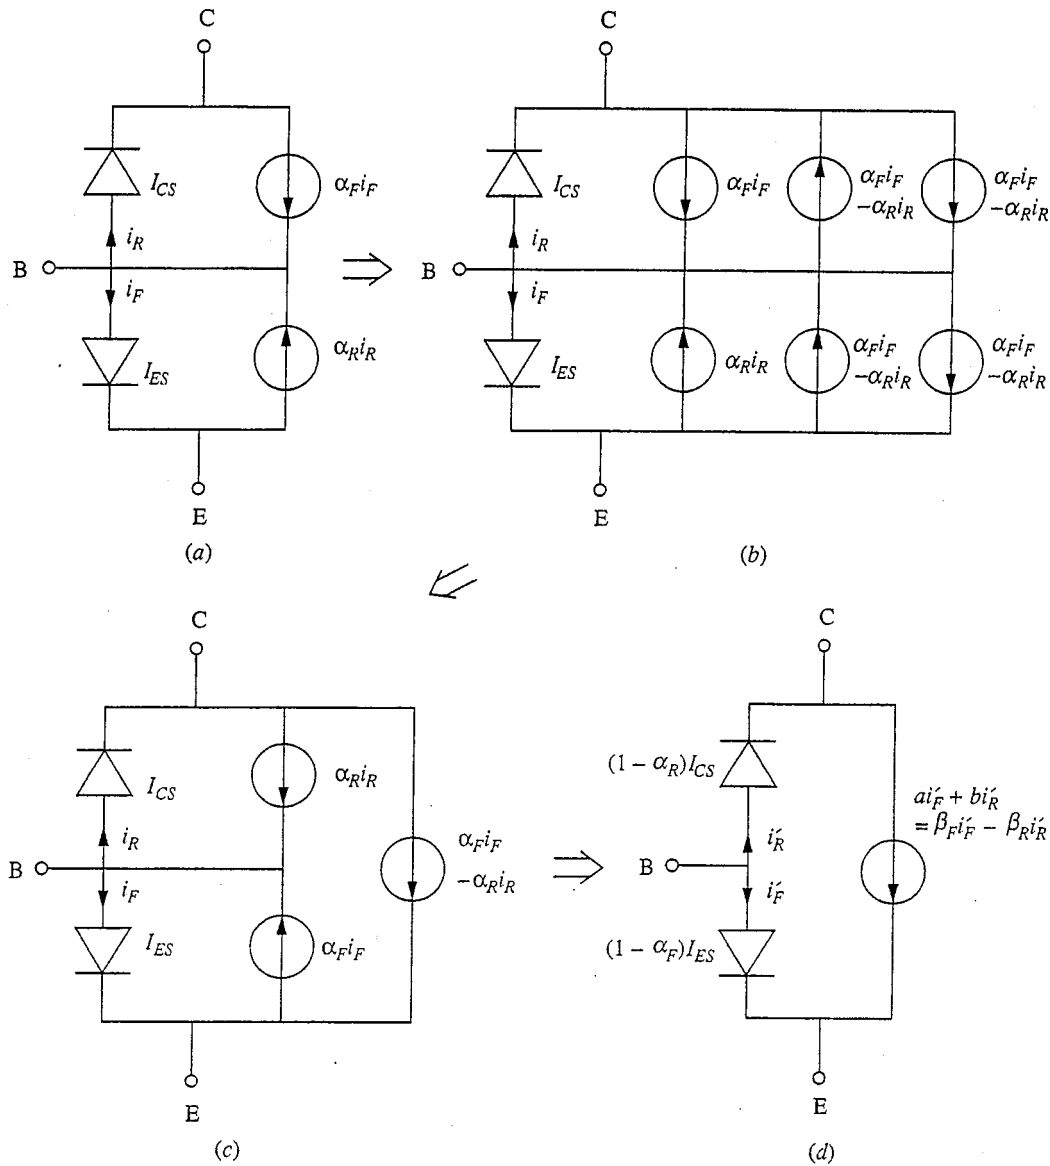 C
I_CS
α_F i_F
i_R
B
i_F
I_ES
α_R i_R
E
(a)
C
I_CS
α_F i_F
α_F i_F
-α_R i_R
α_F i_F
-α_R i_R
i_R
B
i_F
I_ES
α_R i_R
α_F i_F
-α_R i_R
α_F i_F
-α_R i_R
E
(b)
C
I_CS
α_R i_R
i_R
B
i_F
α_F i_F
-α_R i_R
I_ES
α_F i_F
E
(c)
C
(1 - α_R)I_CS
ai′_F + bi′_R
= β_F i′_F - β_R i′_R
i′_R
B
i′_F
(1 - α_F)I_ES
E
(d)